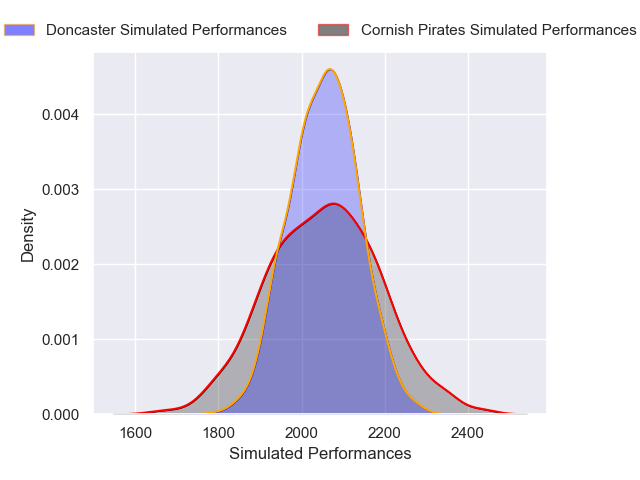 Doncaster Simulated Performances
Cornish Pirates Simulated Performances
0.004
0.003
0.002
0.001
0.000
Density
1600
1800
2000
2200
2400
Simulated Performances